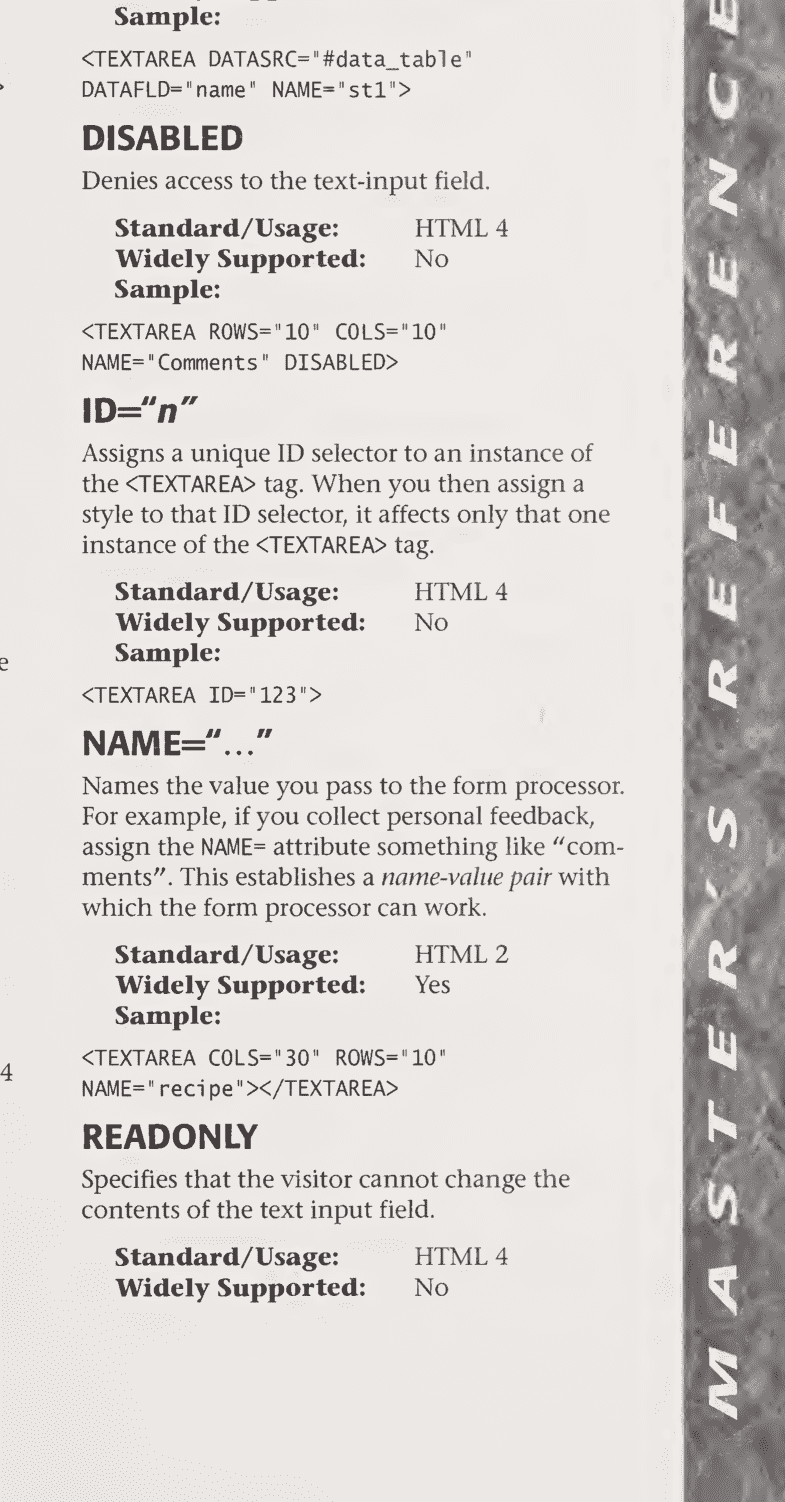 Sample:
<TEXTAREA DATASRC="#data_table"
DATAFLD="name" NAME="st1">
DISABLED
Denies access to the text-input field.
Standard/Usage: HTML 4
Widely Supported: No
Sample:
<TEXTAREA ROWS="10" COLS="10"
NAME="Comments" DISABLED>
ID=“n”
Assigns a unique ID selector to an instance of
the <TEXTAREA> tag. When you then assign a
style to that ID selector, it affects only that one
instance of the <TEXTAREA> tag.
Standard/Usage: HTML 4
Widely Supported: No
Sample:
<TEXTAREA ID="123">
NAME=“…”
Names the value you pass to the form processor.
For example, if you collect personal feedback,
assign the NAME= attribute something like “com-
ments”. This establishes a name-value pair with
which the form processor can work.
Standard/Usage: HTML 2
Widely Supported: Yes
Sample:
<TEXTAREA COLS="30" ROWS="10"
NAME="recipe"></TEXTAREA>
READONLY
Specifies that the visitor cannot change the
contents of the text input field.
Standard/Usage: HTML 4
Widely Supported: No
e
4
MASTER'S REFERENCE